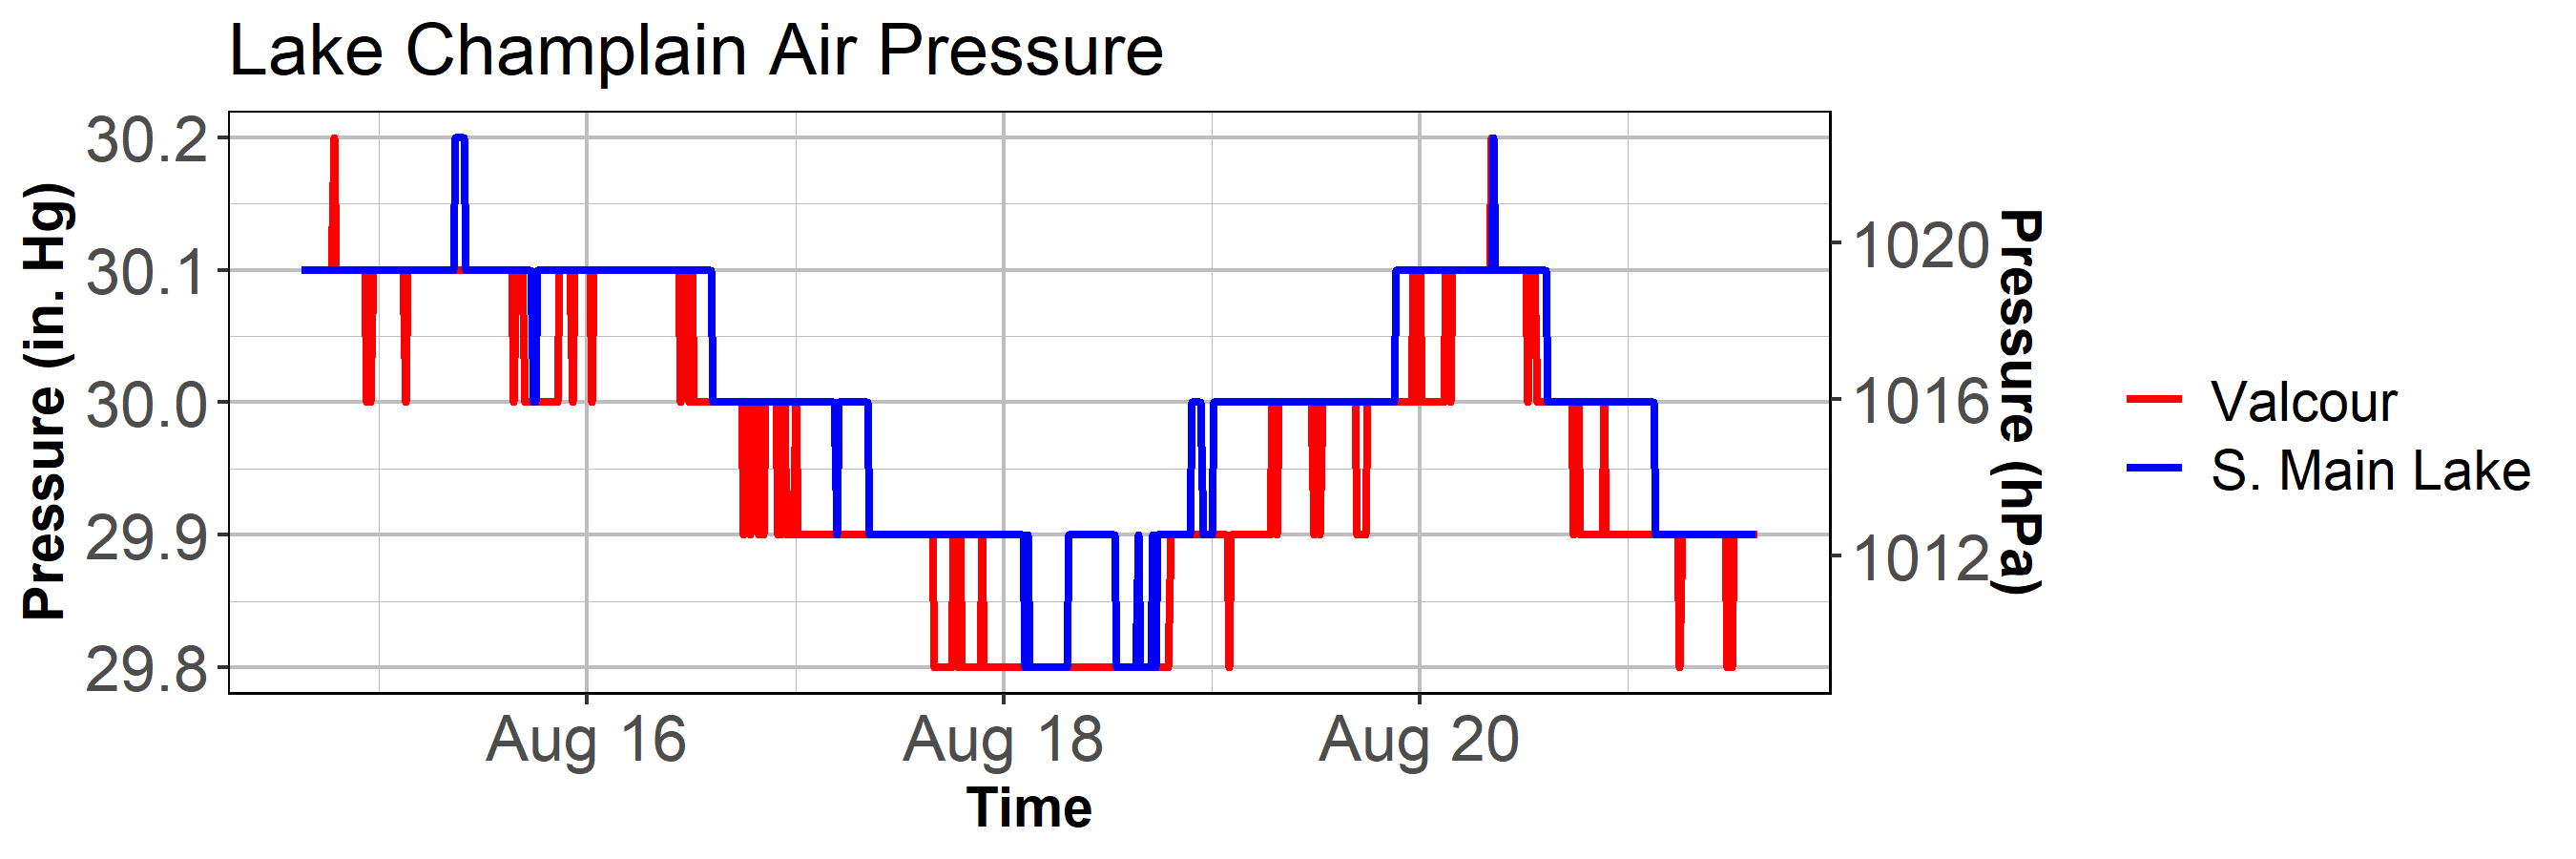 Lake Champlain Air Pressure
Pressure (in. Hg)
30.2
30.1
30.0
29.9
29.8
Aug 16 Aug 18 Aug 20
Time
1020
1016
1012
Pressure (hPa)
Valcour
S. Main Lake